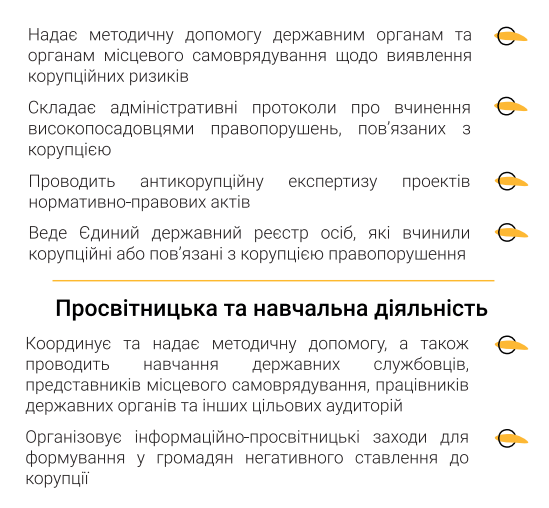 Надає методичну допомогу державним органам та
органам місцевого самоврядування щодо виявлення
корупційних ризиків
Складає адміністративні протоколи про вчинення
високопосадовцями правопорушень, пов’язаних з
корупцією
Проводить антикорупційну експертизу проектів
нормативно-правових актів
Веде Єдиний державний реєстр осіб, які вчинили
корупційні або пов’язані з корупцією правопорушення
Просвітницька та навчальна діяльність
Координує та надає методичну допомогу, а також
проводить навчання державних службовців,
представників місцевого самоврядування, працівників
державних органів та інших цільових аудиторій
Організовує інформаційно-просвітницькі заходи для
формування у громадян негативного ставлення до
корупції